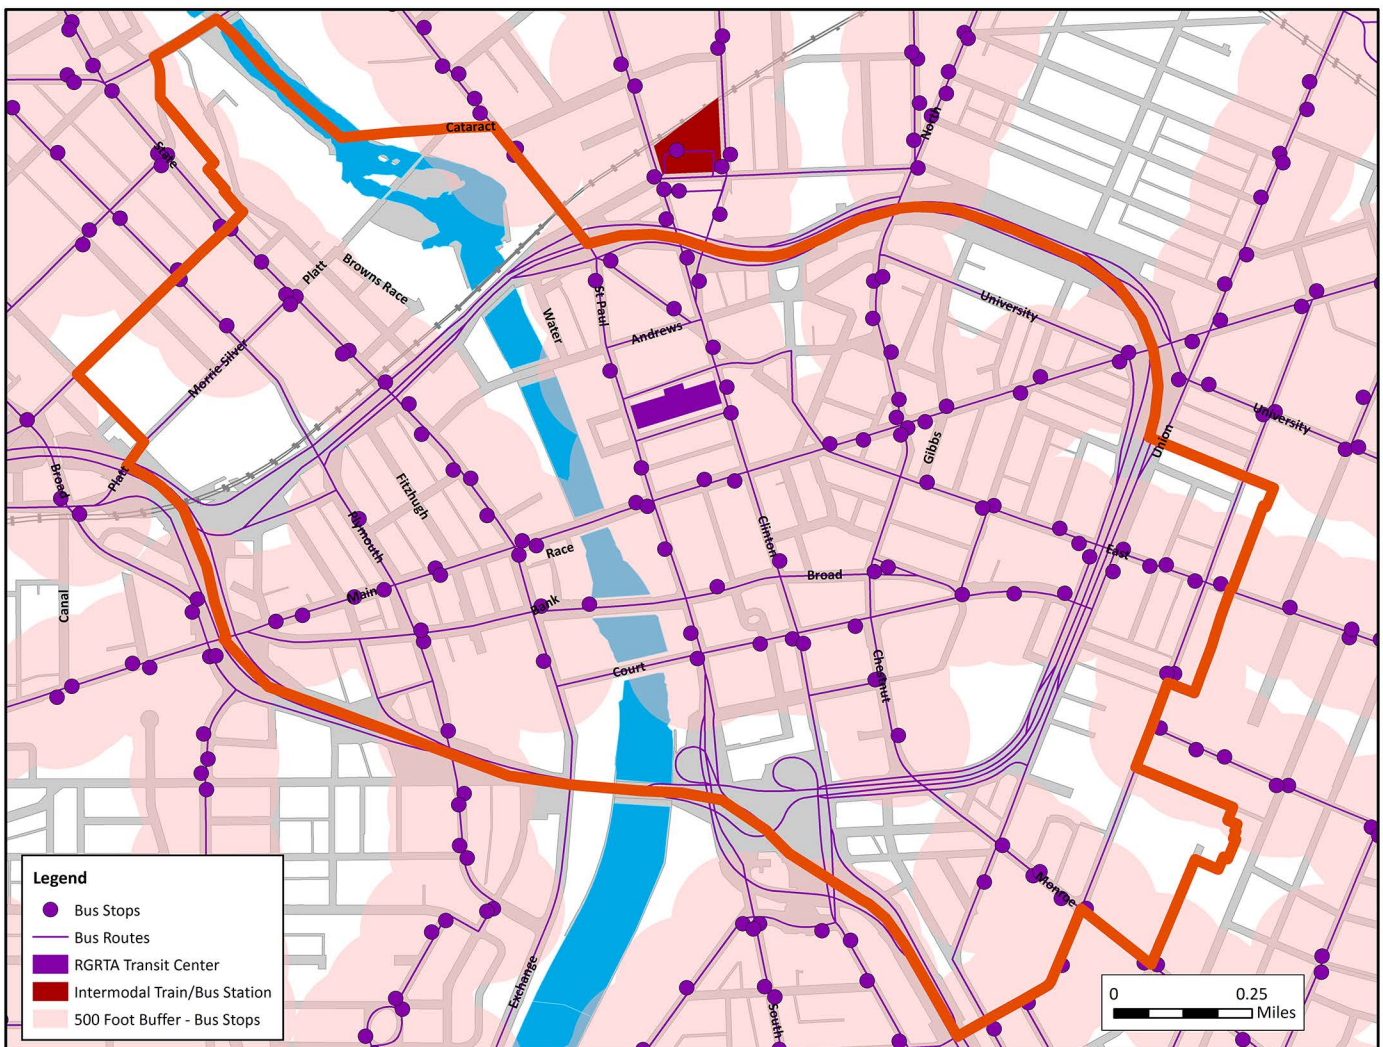 Cataract
North
State
Platt
Browns Race
Water
St Paul
Andrews
University
Morrie Silver
University
Union
Gibbs
Broad
Platt
Fitzhugh
Plymouth
Clinton
East
Race
Main
Broad
Bank
Canal
Court
Chestnut
Monroe
Exchange
South
Legend
Bus Stops
Bus Routes
RGRTA Transit Center
Intermodal Train/Bus Station
500 Foot Buffer - Bus Stops
0 0.25
Miles